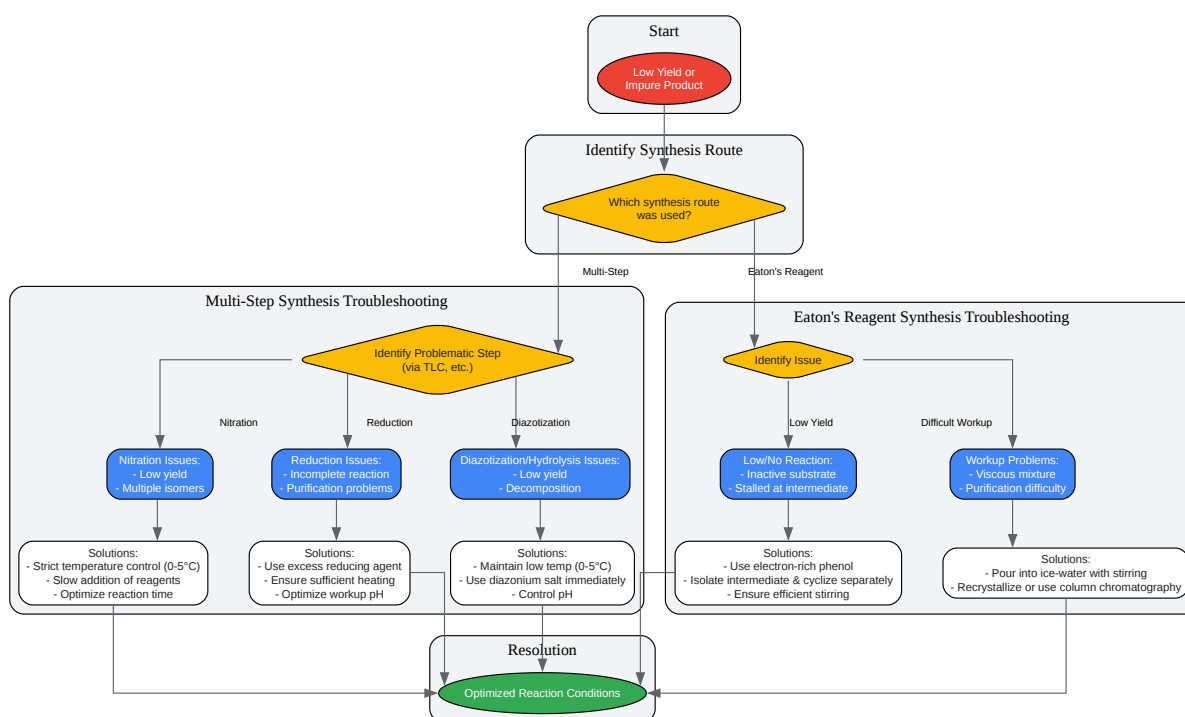 Start
Low Yield or
Impure Product
Identify Synthesis Route
Which synthesis route
was used?
Multi-Step
Eaton's Reagent
Multi-Step Synthesis Troubleshooting
Identify Problematic Step
(via TLC, etc.)
Nitration
Reduction
Diazotization
Nitration Issues:
- Low yield
- Multiple isomers
Reduction Issues:
- Incomplete reaction
- Purification problems
Diazotization/Hydrolysis Issues:
- Low yield
- Decomposition
Solutions:
- Strict temperature control (0-5°C)
- Slow addition of reagents
- Optimize reaction time
Solutions:
- Use excess reducing agent
- Ensure sufficient heating
- Optimize workup pH
Solutions:
- Maintain low temp (0-5°C)
- Use diazonium salt immediately
- Control pH
Eaton's Reagent Synthesis Troubleshooting
Identify Issue
Low Yield
Difficult Workup
Low/No Reaction:
- Inactive substrate
- Stalled at intermediate
Workup Problems:
- Viscous mixture
- Purification difficulty
Solutions:
- Use electron-rich phenol
- Isolate intermediate & cyclize separately
- Ensure efficient stirring
Solutions:
- Pour into ice-water with stirring
- Recrystallize or use column chromatography
Resolution
Optimized Reaction Conditions